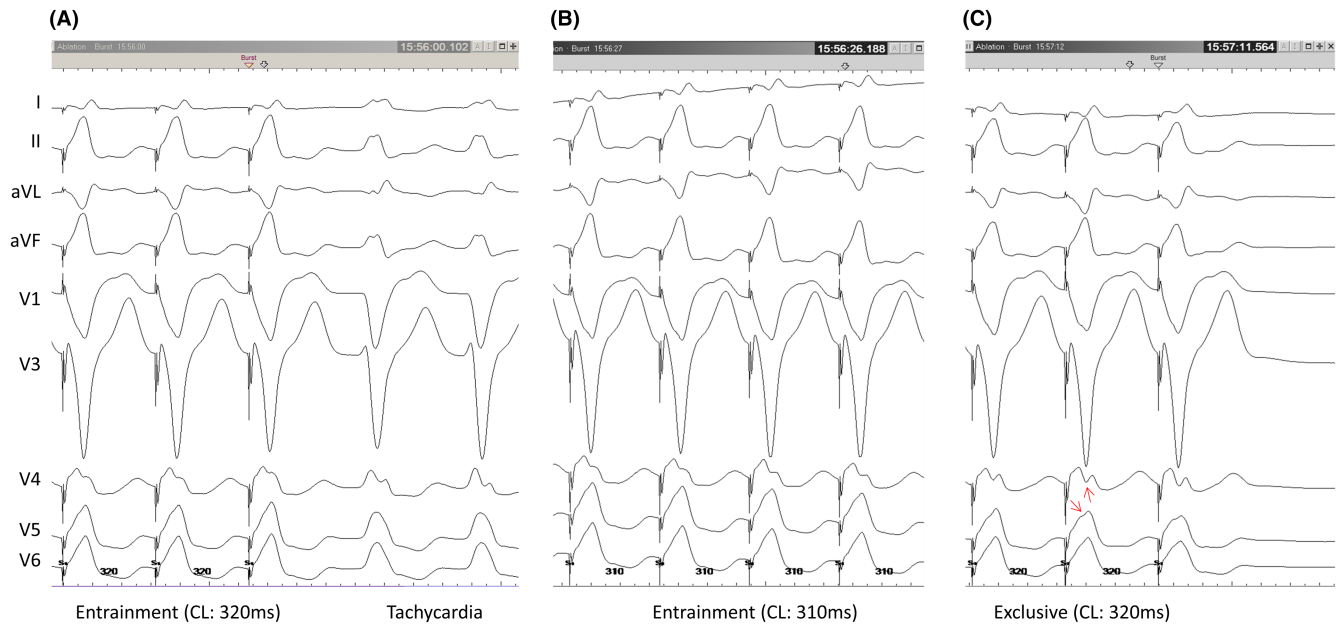 (A)
(B)
(C)
Ablation · Burst 15:56:00
15:56:00.102
A I
Burst
on · Burst 15:56:27
15:56:26.188
A I
Ablation · Burst 15:57:12
15:57:11.564
A I
Burst
I
II
aVL
aVF
V1
V3
V4
V5
V6
S S S
320 320
S S S S
310 310 310 310
S S S
320 320
Entrainment (CL: 320ms)
Tachycardia
Entrainment (CL: 310ms)
Exclusive (CL: 320ms)